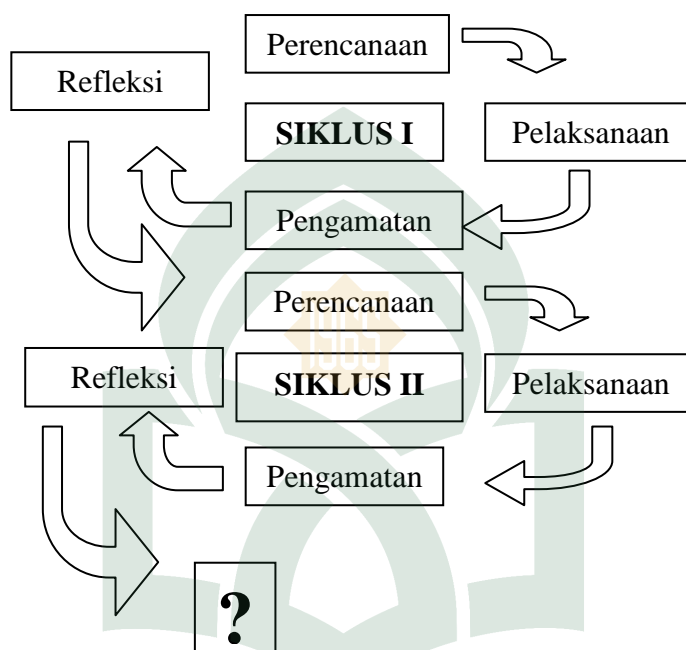 Perencanaan
Refleksi
SIKLUS I
Pelaksanaan
Pengamatan
Perencanaan
Refleksi
SIKLUS II
Pelaksanaan
Pengamatan
?